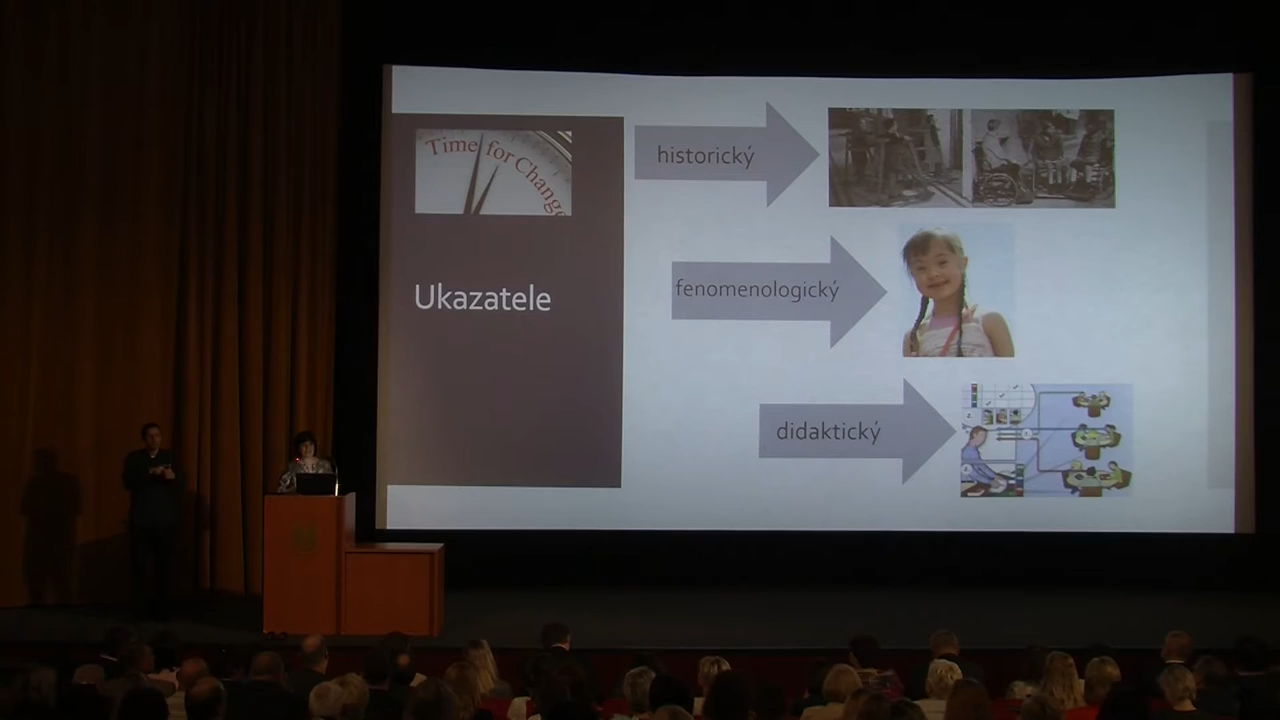 Time for Change
Ukazatele
historický
fenomenologický
didaktický